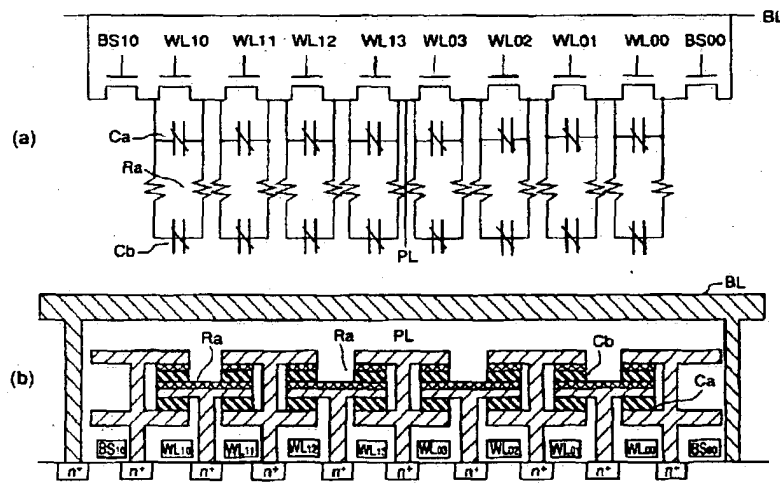 BL
BS10 WL10 WL11 WL12 WL13 WL03 WL02 WL01 WL00 BS00
(a)
Ca
Ra
Cb
PL
BL
Ra Ra PL Cb
(b)
Ca
BS10 WL10 WL11 WL12 WL13 WL03 WL02 WL01 WL00 BS00
n+ n+ n+ n+ n+ n+ n+ n+ n+ n+